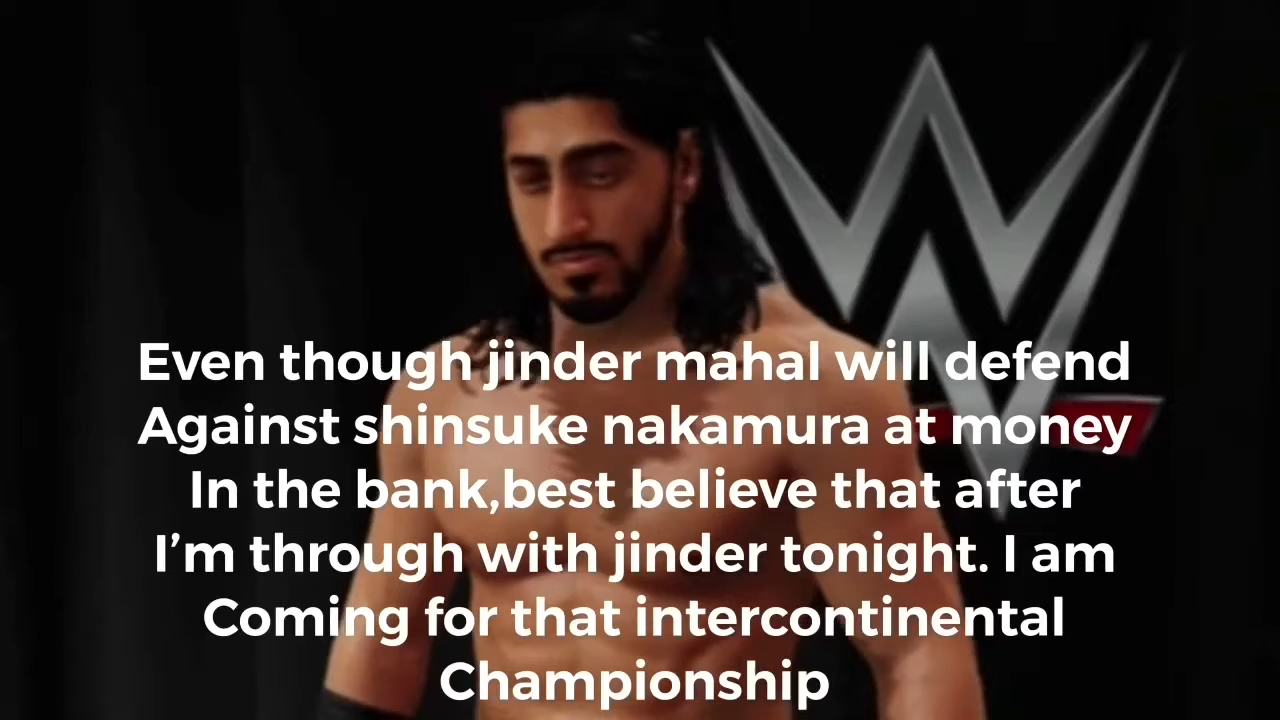 Even though jinder mahal will defend
Against shinsuke nakamura at money
In the bank,best believe that after
I’m through with jinder tonight. I am
Coming for that intercontinental
Championship